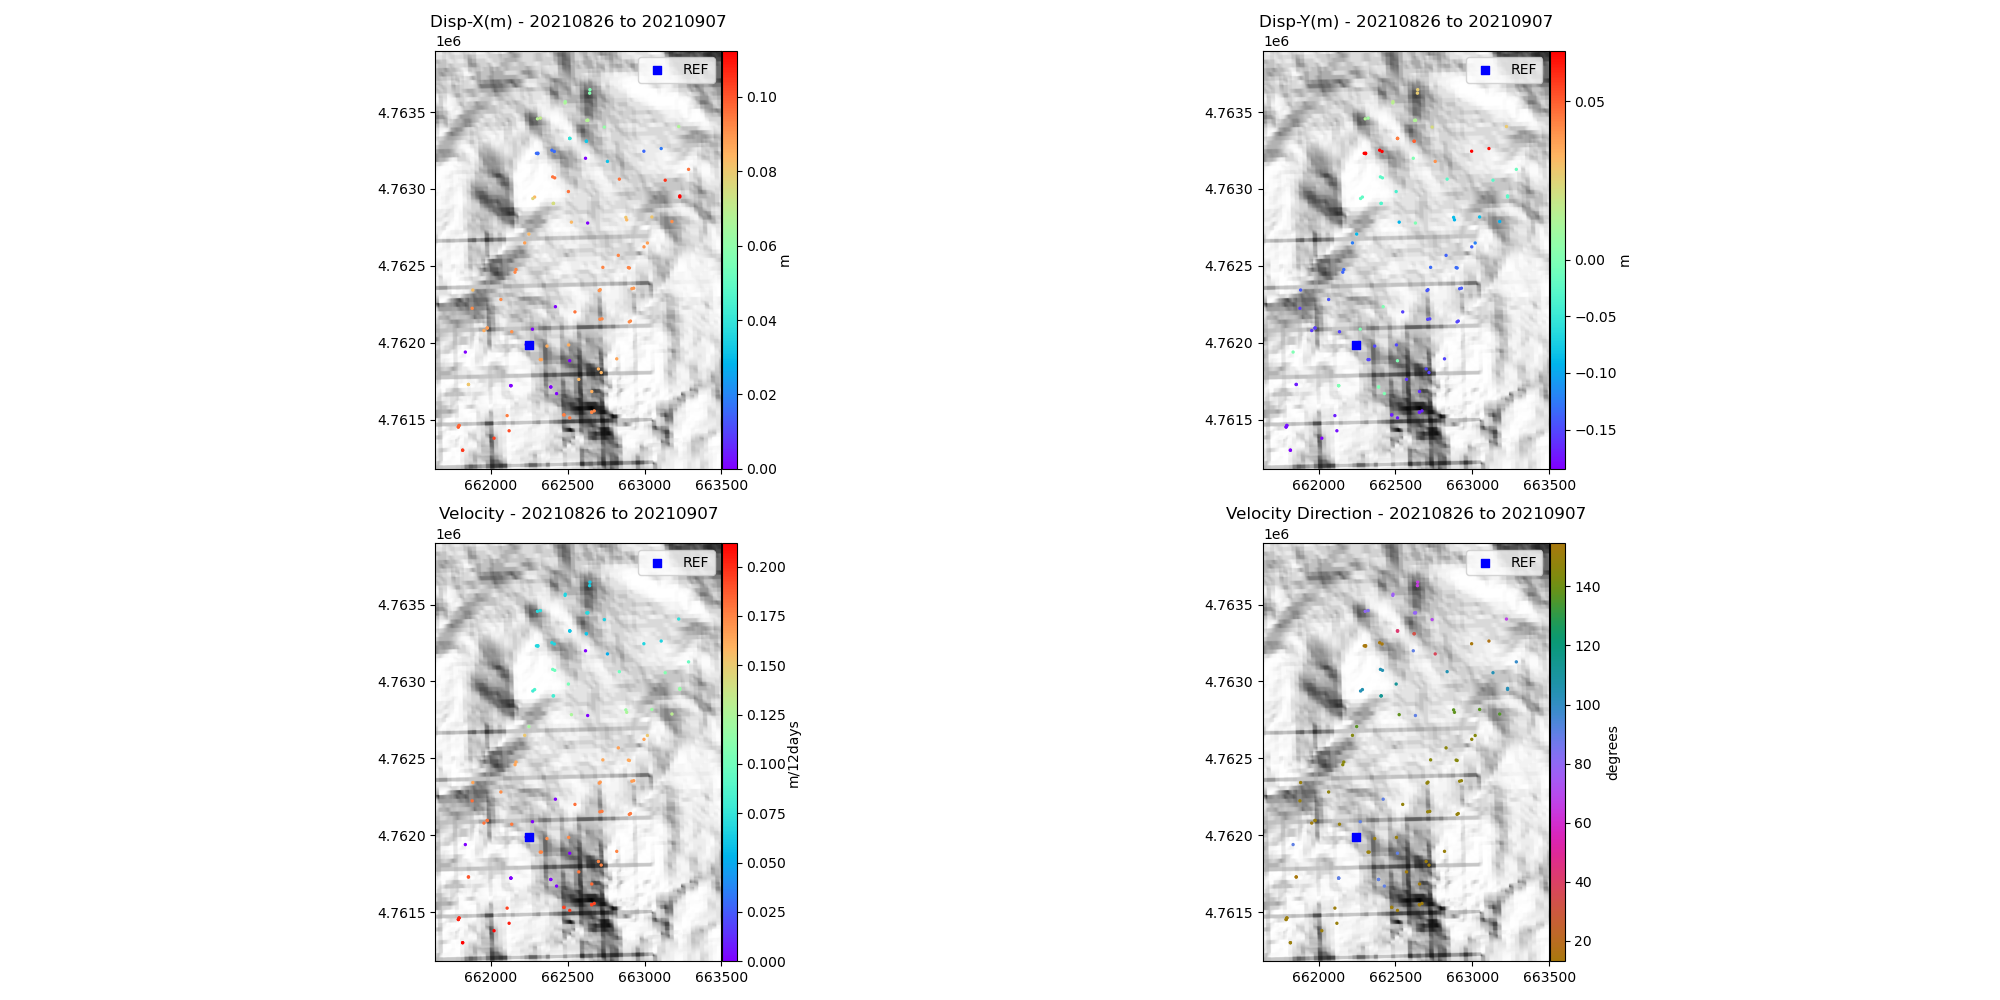 Disp-X(m) - 20210826 to 20210907
1e6
REF
4.7635
4.7630
4.7625
4.7620
4.7615
662000 662500 663000 663500
0.10
0.08
0.06
0.04
0.02
0.00
m
Disp-Y(m) - 20210826 to 20210907
1e6
REF
4.7635
4.7630
4.7625
4.7620
4.7615
662000 662500 663000 663500
0.05
0.00
−0.05
−0.10
−0.15
m
Velocity - 20210826 to 20210907
1e6
REF
4.7635
4.7630
4.7625
4.7620
4.7615
662000 662500 663000 663500
0.200
0.175
0.150
0.125
0.100
0.075
0.050
0.025
0.000
m/12days
Velocity Direction - 20210826 to 20210907
1e6
REF
4.7635
4.7630
4.7625
4.7620
4.7615
662000 662500 663000 663500
140
120
100
80
60
40
20
degrees